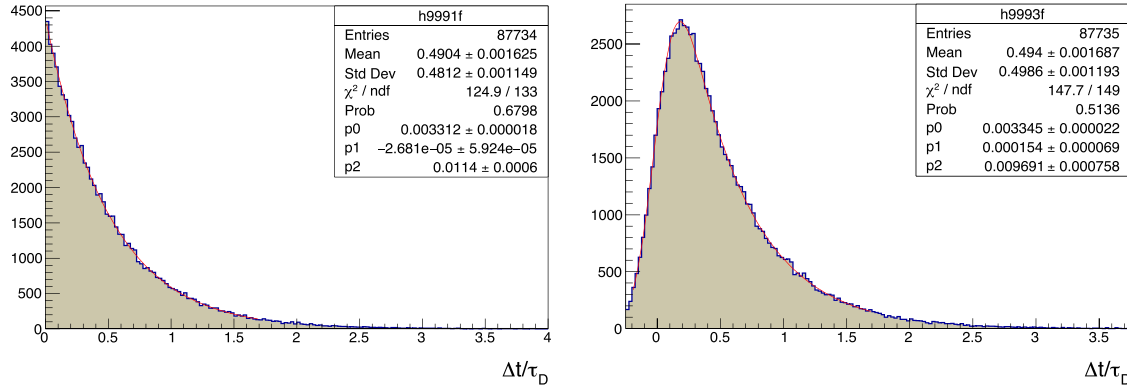 h9991f
Entries 87734
Mean 0.4904 ± 0.001625
Std Dev 0.4812 ± 0.001149
χ² / ndf 124.9 / 133
Prob 0.6798
p0 0.003312 ± 0.000018
p1 −2.681e−05 ± 5.924e−05
p2 0.0114 ± 0.0006
4500
4000
3500
3000
2500
2000
1500
1000
500
0
0 0.5 1 1.5 2 2.5 3 3.5 4
Δt/τ_D
h9993f
Entries 87735
Mean 0.494 ± 0.001687
Std Dev 0.4986 ± 0.001193
χ² / ndf 147.7 / 149
Prob 0.5136
p0 0.003345 ± 0.000022
p1 0.000154 ± 0.000069
p2 0.009691 ± 0.000758
2500
2000
1500
1000
500
0
0 0.5 1 1.5 2 2.5 3 3.5
Δt/τ_D